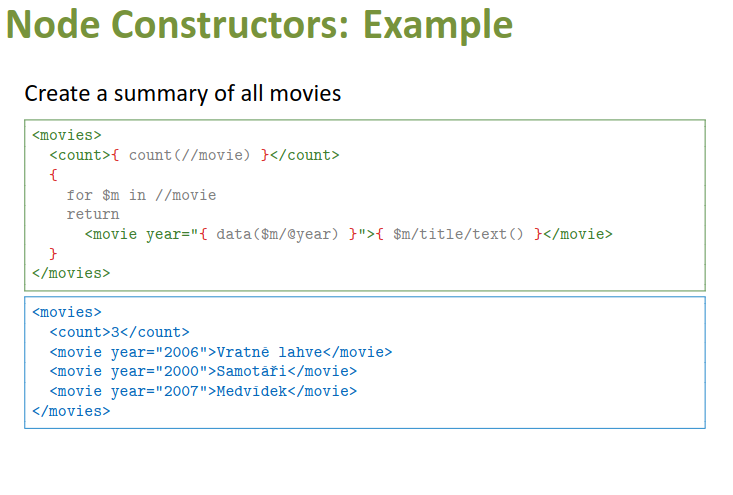 Node Constructors: Example
Create a summary of all movies
<movies>
  <count>{ count(//movie) }</count>
  {
    for $m in //movie
    return
      <movie year="{ data($m/@year) }">{ $m/title/text() }</movie>
  }
</movies>
<movies>
  <count>3</count>
  <movie year="2006">Vratné lahve</movie>
  <movie year="2000">Samotáři</movie>
  <movie year="2007">Medvídek</movie>
</movies>